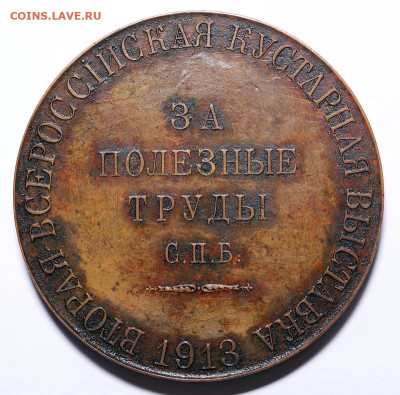 COINS.LAVE.RU
ВТОРАЯ ВСЕРОССІЙСКАЯ КУСТАРНАЯ ВЫСТАВКА
ЗА
ПОЛЕЗНЫЕ
ТРУДЫ
С.П.Б.
1913